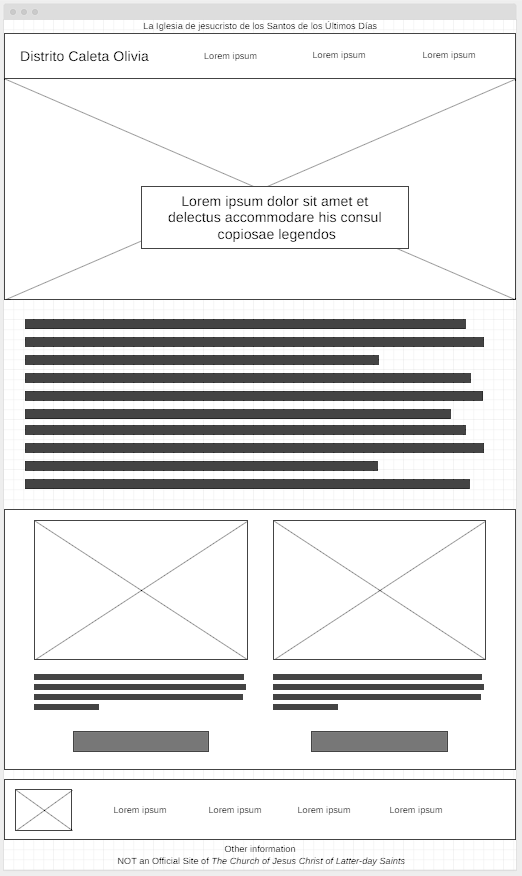 La Iglesia de jesucristo de los Santos de los Últimos Días
Distrito Caleta Olivia
Lorem ipsum
Lorem ipsum
Lorem ipsum
Lorem ipsum dolor sit amet et
delectus accommodare his consul
copiosae legendos
Lorem ipsum
Lorem ipsum
Lorem ipsum
Lorem ipsum
Other information
NOT an Official Site of The Church of Jesus Christ of Latter-day Saints